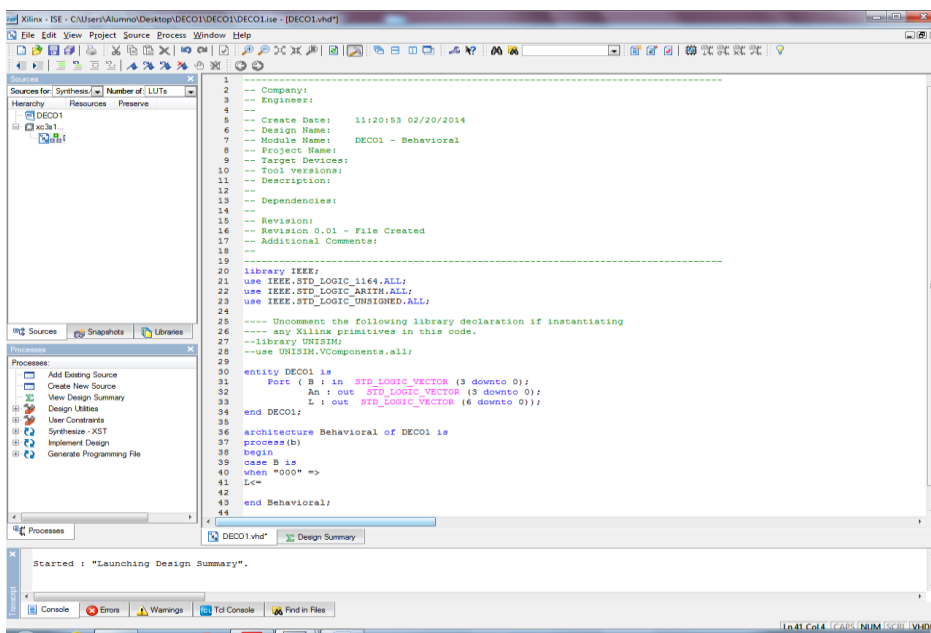 Xilinx - ISE - C:\Users\Alumno\Desktop\DECO1\DECO1\DECO1.ise - [DECO1.vhd*]
File Edit View Project Source Process Window Help
Sources
Sources for: Synthesis/ Number of: LUTs
Hierarchy Resources Preserve
DECO1
xc3s1...
Sources Snapshots Libraries
Processes
Processes:
Add Existing Source
Create New Source
View Design Summary
Design Utilities
User Constraints
Synthesize - XST
Implement Design
Generate Programming File
Processes
1 ----------------------------------------------------------------------------------
2 -- Company:
3 -- Engineer:
4 --
5 -- Create Date: 11:20:53 02/20/2014
6 -- Design Name:
7 -- Module Name: DECO1 - Behavioral
8 -- Project Name:
9 -- Target Devices:
10 -- Tool versions:
11 -- Description:
12 --
13 -- Dependencies:
14 --
15 -- Revision:
16 -- Revision 0.01 - File Created
17 -- Additional Comments:
18 --
19 ----------------------------------------------------------------------------------
20 library IEEE;
21 use IEEE.STD_LOGIC_1164.ALL;
22 use IEEE.STD_LOGIC_ARITH.ALL;
23 use IEEE.STD_LOGIC_UNSIGNED.ALL;
24
25 ---- Uncomment the following library declaration if instantiating
26 ---- any Xilinx primitives in this code.
27 --library UNISIM;
28 --use UNISIM.VComponents.all;
29
30 entity DECO1 is
31 Port ( B : in STD_LOGIC_VECTOR (3 downto 0);
32 An : out STD_LOGIC_VECTOR (3 downto 0);
33 L : out STD_LOGIC_VECTOR (6 downto 0));
34 end DECO1;
35
36 architecture Behavioral of DECO1 is
37 process(b)
38 begin
39 case B is
40 when "000" =>
41 L<=
42
43 end Behavioral;
44
DECO1.vhd* Design Summary
Started : "Launching Design Summary".
Transcript
Console Errors Warnings Tcl Console Find in Files
Ln 41 Col 4 CAPS NUM SCRL VHD